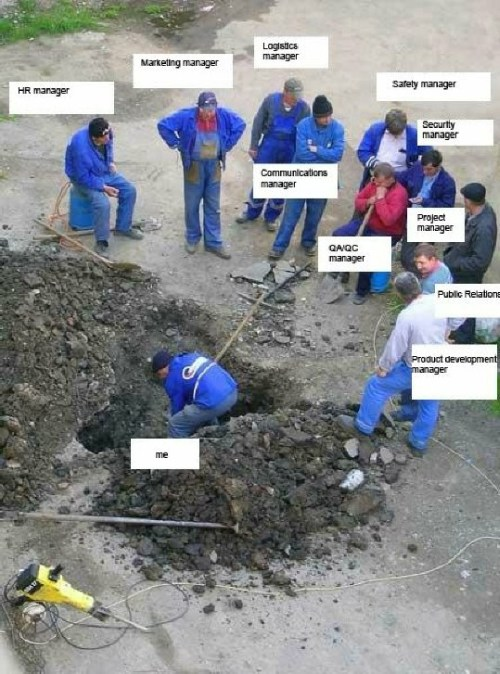 Logistics
manager
Marketing manager
HR manager
Safety manager
Security
manager
Communications
manager
Project
manager
QA/QC
manager
Public Relations
Product development
manager
me